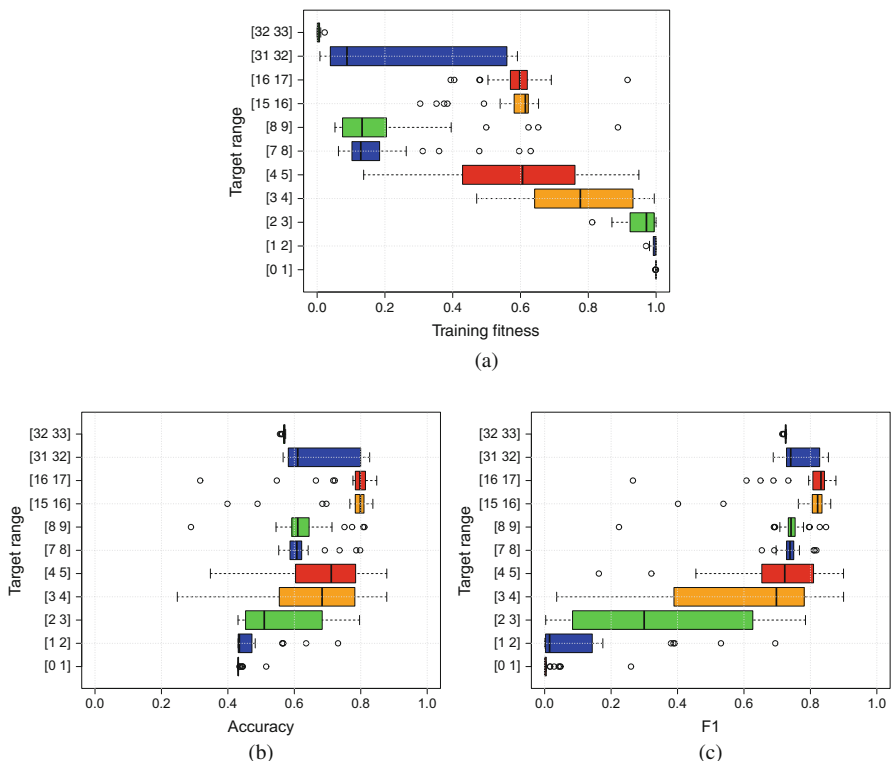 [32 33]
[31 32]
[16 17]
[15 16]
[8 9]
[7 8]
[4 5]
[3 4]
[2 3]
[1 2]
[0 1]
Target range
0.0 0.2 0.4 0.6 0.8 1.0
Training fitness
(a)
[32 33]
[31 32]
[16 17]
[15 16]
[8 9]
[7 8]
[4 5]
[3 4]
[2 3]
[1 2]
[0 1]
Target range
0.0 0.2 0.4 0.6 0.8 1.0
Accuracy
(b)
[32 33]
[31 32]
[16 17]
[15 16]
[8 9]
[7 8]
[4 5]
[3 4]
[2 3]
[1 2]
[0 1]
Target range
0.0 0.2 0.4 0.6 0.8 1.0
F1
(c)